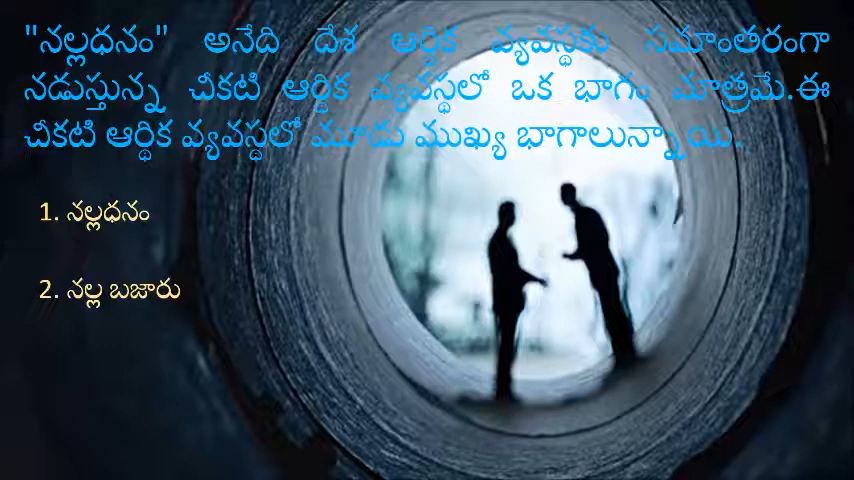 "నల్లధనం" అనేది దేశ ఆర్థిక వ్యవస్థకు సమాంతరంగా
నడుస్తున్న చీకటి ఆర్థిక వ్యవస్థలో ఒక భాగం మాత్రమే.ఈ
చీకటి ఆర్థిక వ్యవస్థలో మూడు ముఖ్య భాగాలున్నాయి.
1. నల్లధనం
2. నల్ల బజారు